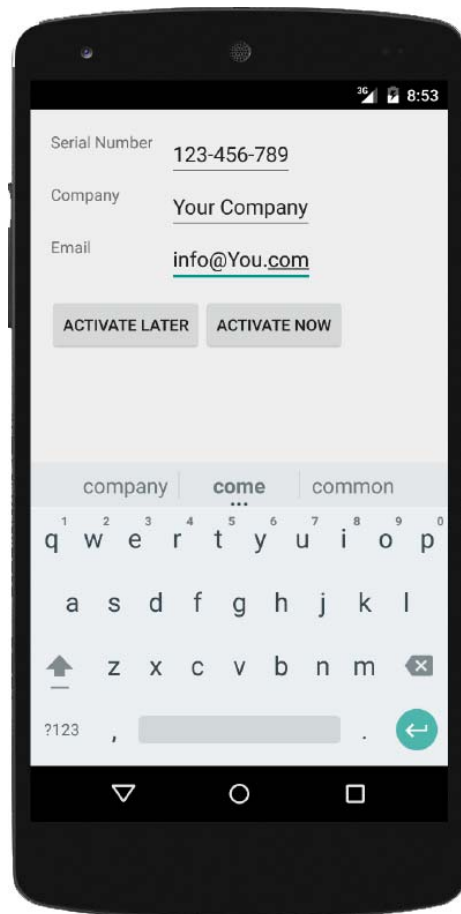 3G 8:53
Serial Number 123-456-789
Company Your Company
Email info@You.com
ACTIVATE LATER ACTIVATE NOW
company come common
1 2 3 4 5 6 7 8 9 0
q w e r t y u i o p
a s d f g h j k l
z x c v b n m
?123 , .